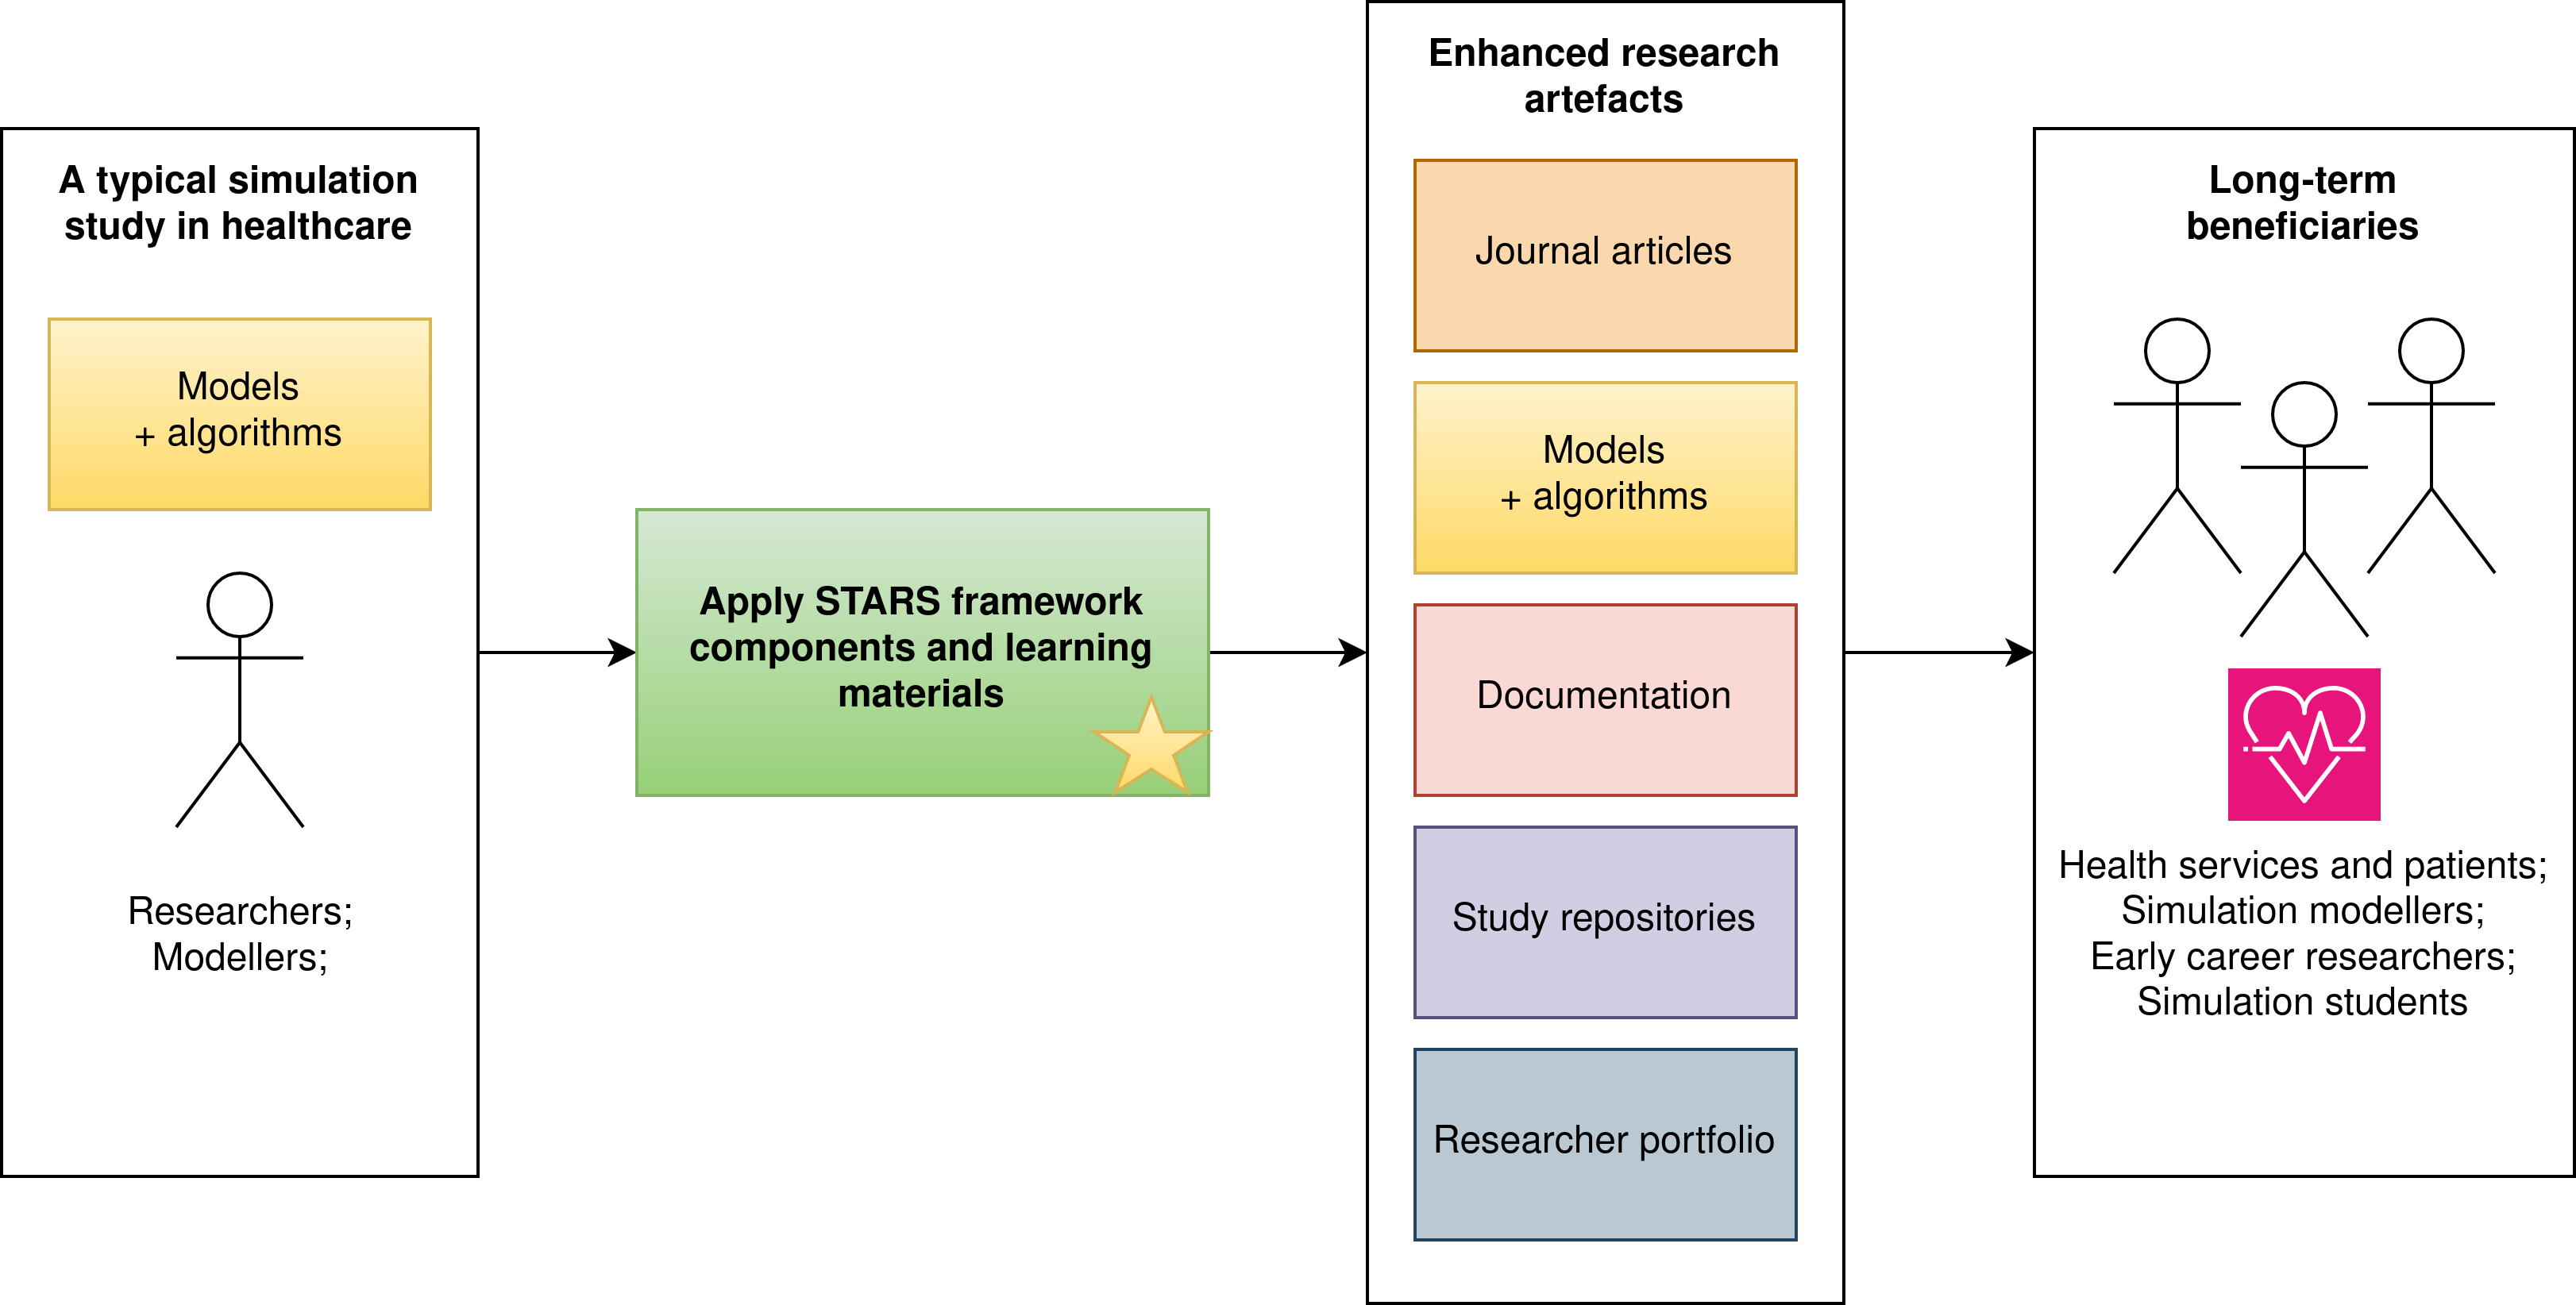 A typical simulation
study in healthcare
Models
+ algorithms
Researchers;
Modellers;
Apply STARS framework
components and learning
materials
Enhanced research
artefacts
Journal articles
Models
+ algorithms
Documentation
Study repositories
Researcher portfolio
Long-term
beneficiaries
Health services and patients;
Simulation modellers;
Early career researchers;
Simulation students